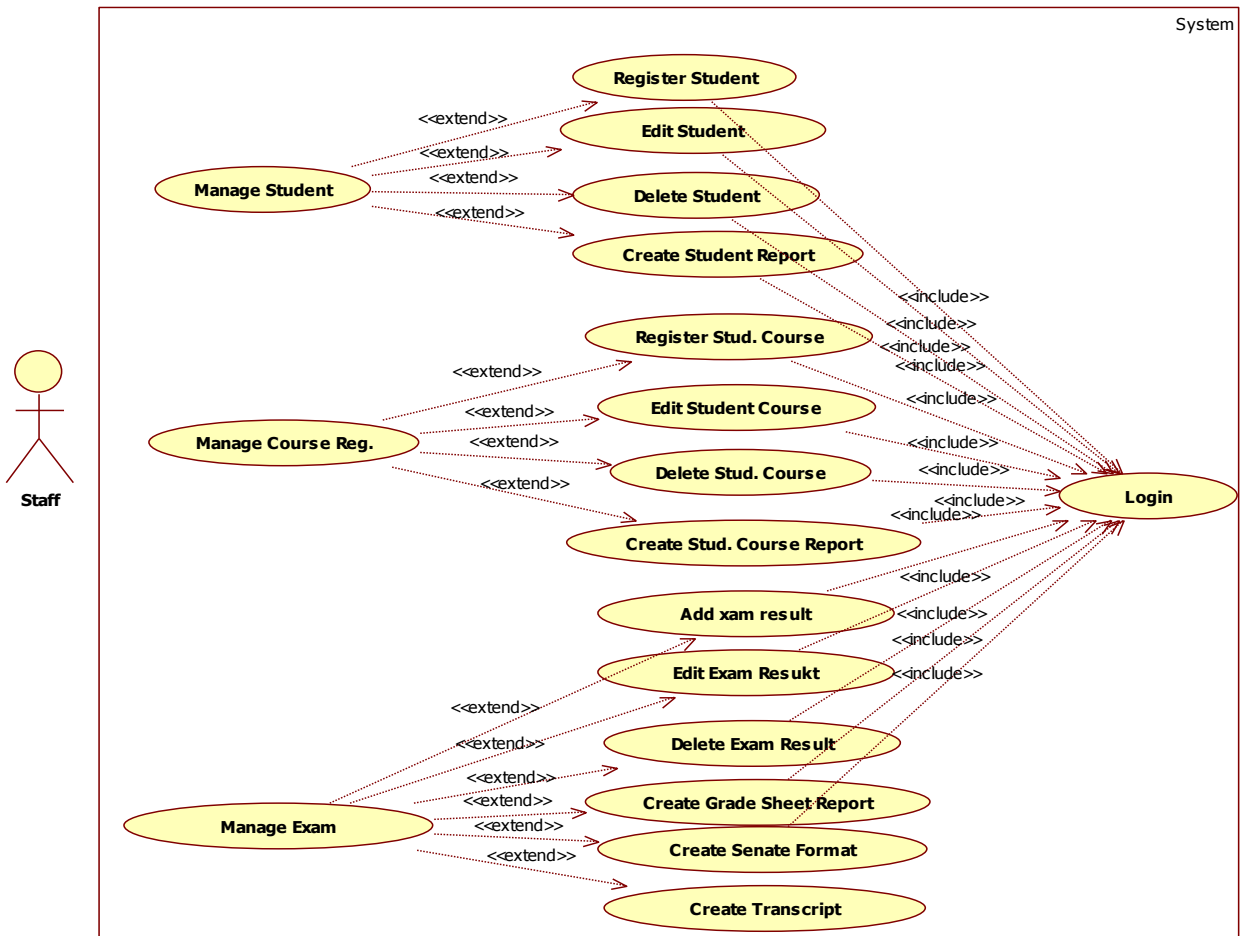 System
Register Student
<<extend>>
Edit Student
<<extend>>
<<extend>>
Manage Student
Delete Student
<<extend>>
Create Student Report
<<include>>
<<include>>
Register Stud. Course
<<include>>
<<include>>
<<extend>>
<<include>>
Edit Student Course
<<extend>>
Manage Course Reg.
<<extend>>
<<include>>
Delete Stud. Course
<<include>>
<<extend>>
Login
Staff
<<include>>
<<include>>
Create Stud. Course Report
<<include>>
Add xam result
<<include>>
<<include>>
Edit Exam Resukt
<<include>>
<<extend>>
<<extend>>
Delete Exam Result
<<extend>>
<<extend>>
Create Grade Sheet Report
Manage Exam
<<extend>>
Create Senate Format
<<extend>>
Create Transcript